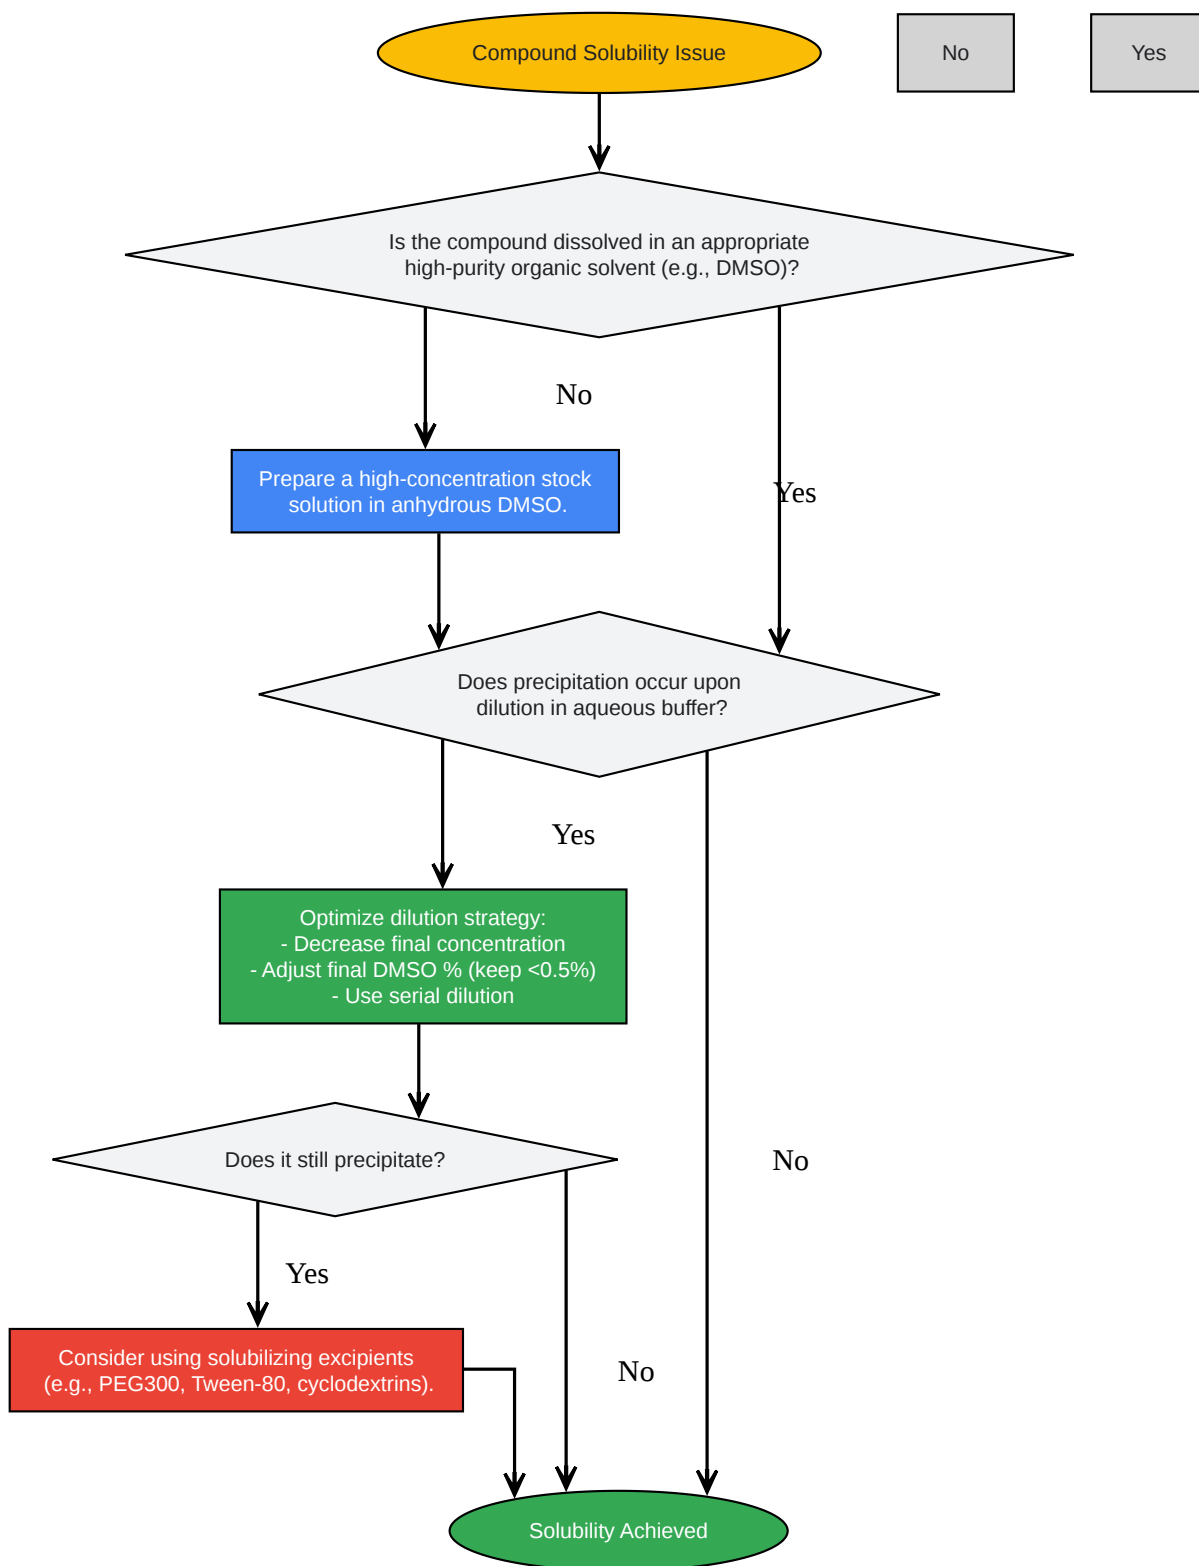 Compound Solubility Issue
No
Yes
Is the compound dissolved in an appropriate
high-purity organic solvent (e.g., DMSO)?
No
Prepare a high-concentration stock
solution in anhydrous DMSO.
Yes
Does precipitation occur upon
dilution in aqueous buffer?
Yes
Optimize dilution strategy:
- Decrease final concentration
- Adjust final DMSO % (keep <0.5%)
- Use serial dilution
Does it still precipitate?
No
Yes
Consider using solubilizing excipients
(e.g., PEG300, Tween-80, cyclodextrins).
No
Solubility Achieved